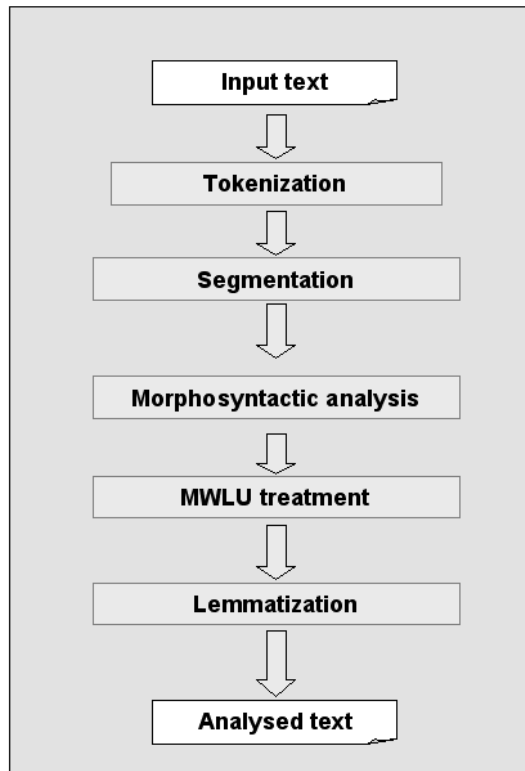 Input text
Tokenization
Segmentation
Morphosyntactic analysis
MWLU treatment
Lemmatization
Analysed text